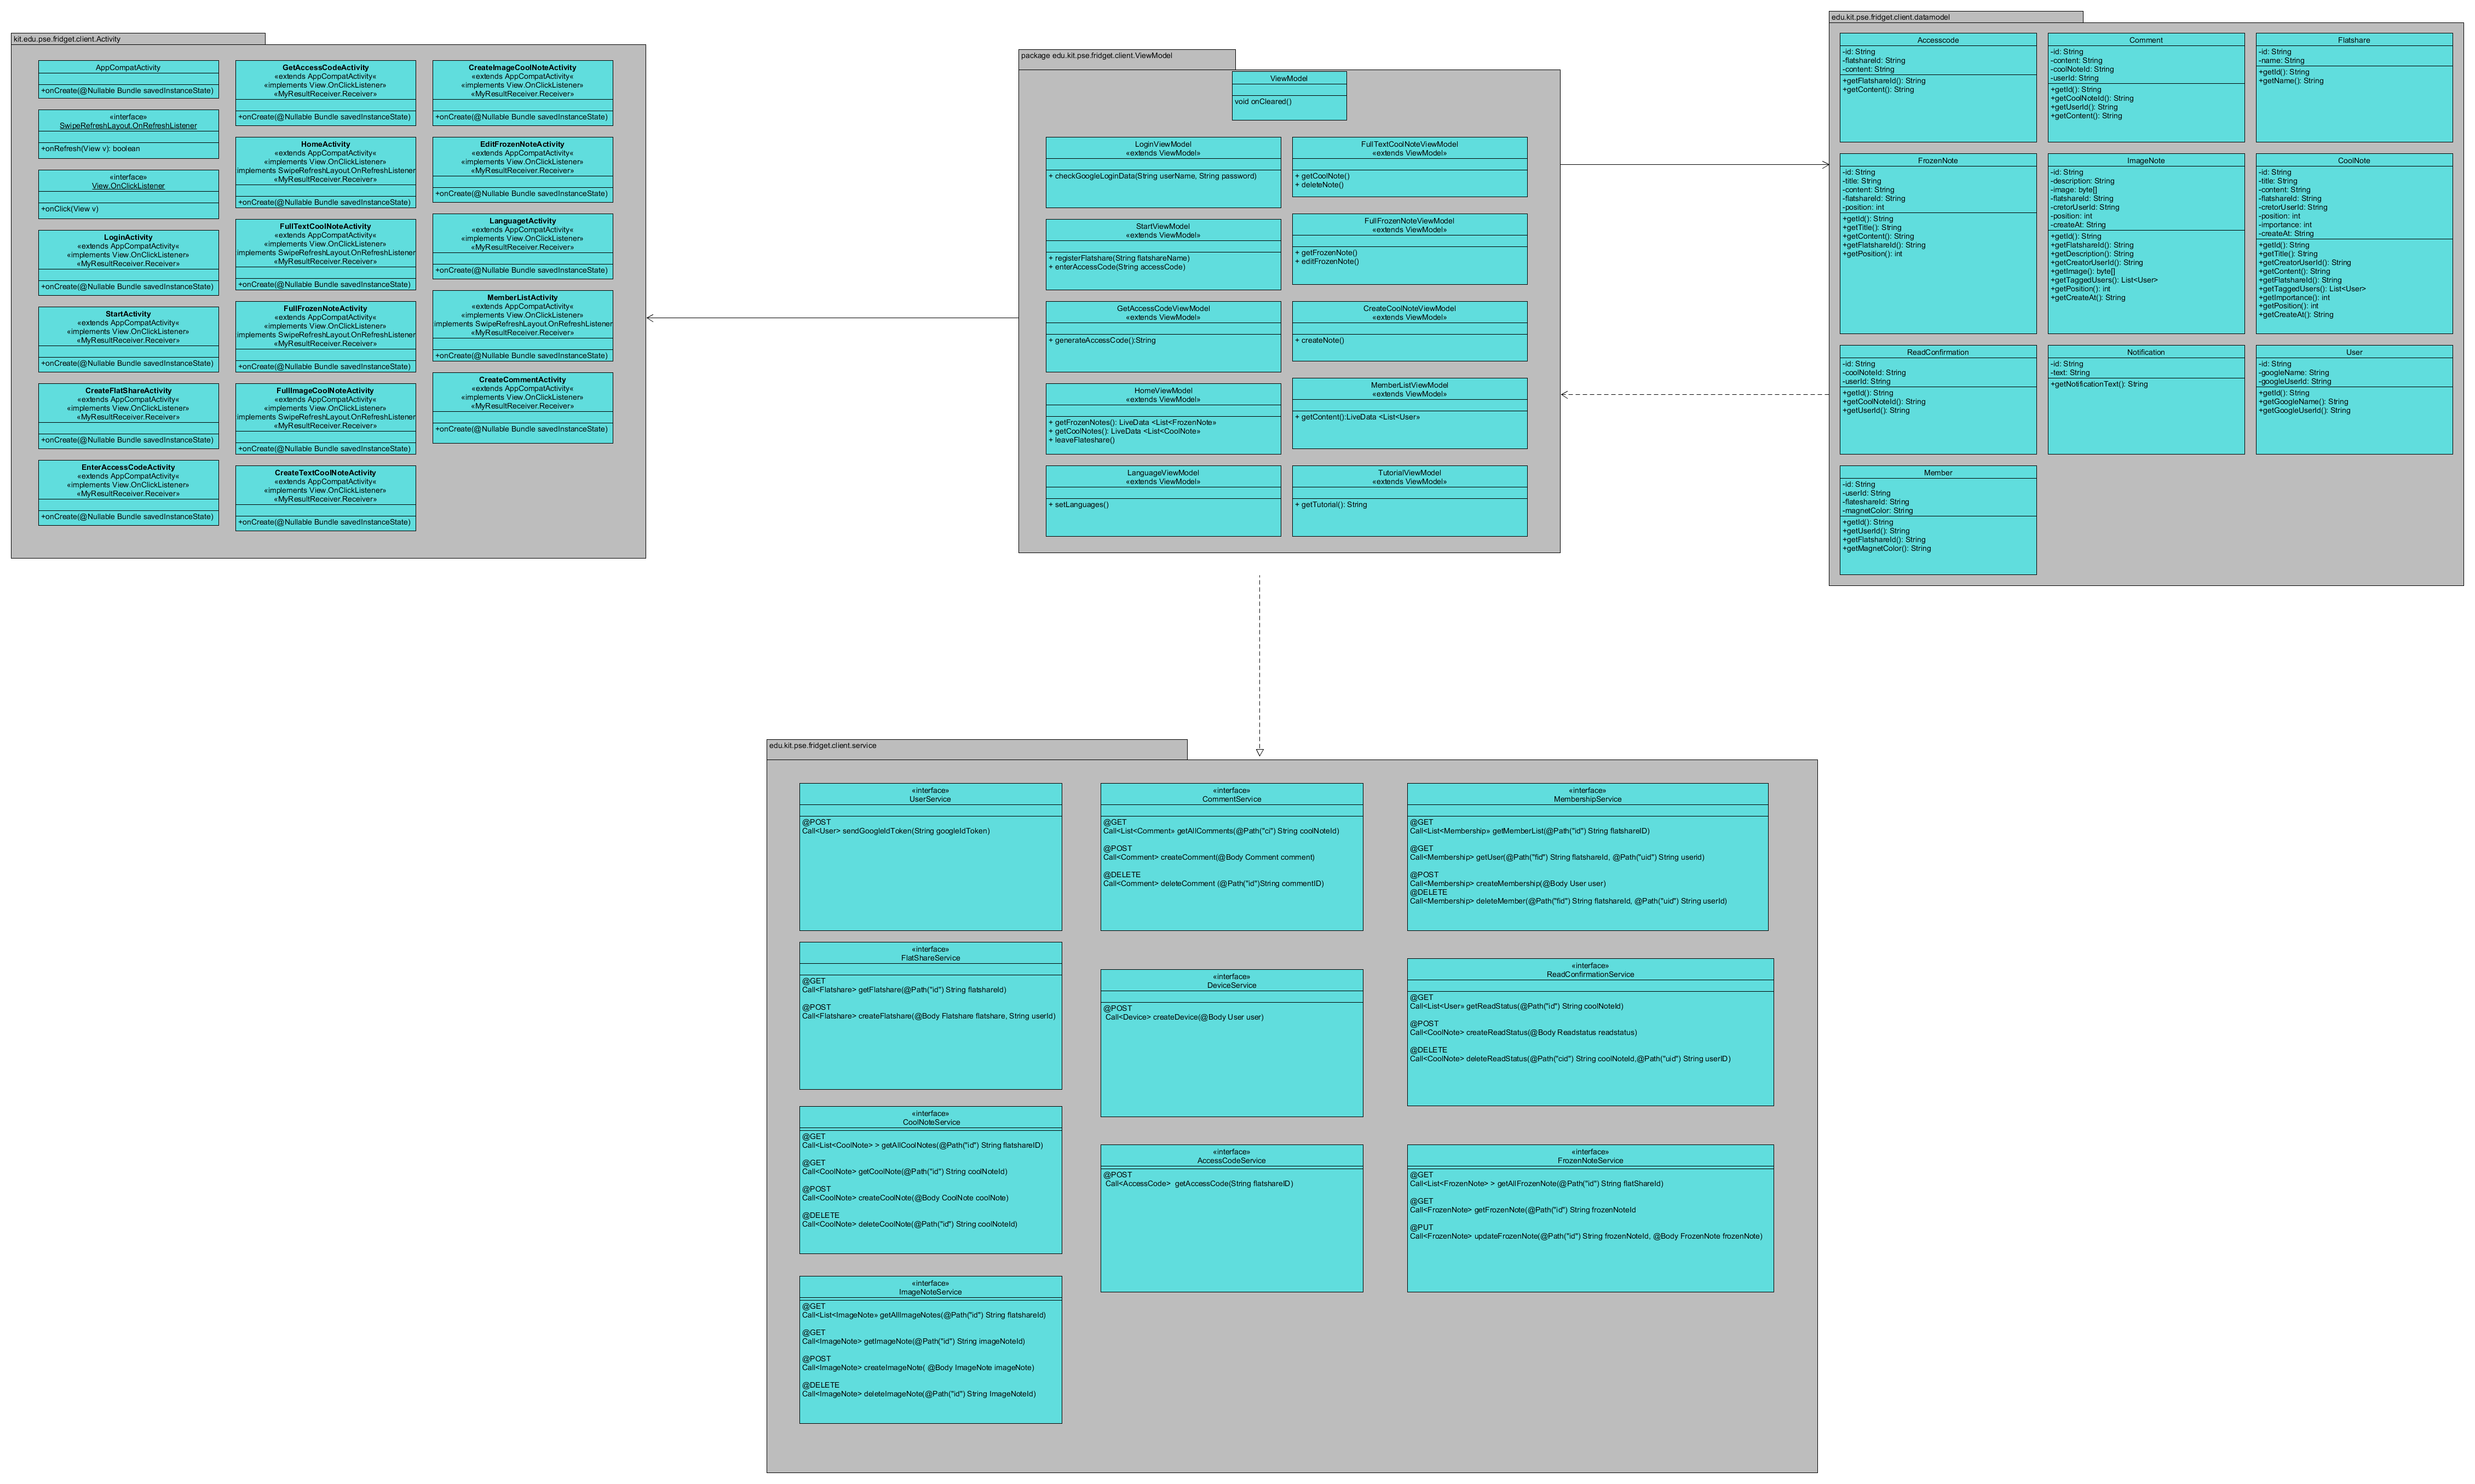 kit.edu.pse.fridget.client.Activity
AppCompatActivity
+onCreate(@Nullable Bundle savedInstanceState)
«interface»
SwipeRefreshLayout.OnRefreshListener
+onRefresh(View v): boolean
«interface»
View.OnClickListener
+onClick(View v)
LoginActivity
«extends AppCompatActivity«
«implements View.OnClickListener»
«MyResultReceiver.Receiver»
+onCreate(@Nullable Bundle savedInstanceState)
StartActivity
«extends AppCompatActivity«
«implements View.OnClickListener»
«MyResultReceiver.Receiver»
+onCreate(@Nullable Bundle savedInstanceState)
CreateFlatShareActivity
«extends AppCompatActivity«
«implements View.OnClickListener»
«MyResultReceiver.Receiver»
+onCreate(@Nullable Bundle savedInstanceState)
EnterAccessCodeActivity
«extends AppCompatActivity«
«implements View.OnClickListener»
«MyResultReceiver.Receiver»
+onCreate(@Nullable Bundle savedInstanceState)
GetAccessCodeActivity
«extends AppCompatActivity«
«implements View.OnClickListener»
«MyResultReceiver.Receiver»
+onCreate(@Nullable Bundle savedInstanceState)
HomeActivity
«extends AppCompatActivity«
«implements View.OnClickListener»
implements SwipeRefreshLayout.OnRefreshListener
«MyResultReceiver.Receiver»
+onCreate(@Nullable Bundle savedInstanceState)
FullTextCoolNoteActivity
«extends AppCompatActivity«
«implements View.OnClickListener»
implements SwipeRefreshLayout.OnRefreshListener
«MyResultReceiver.Receiver»
+onCreate(@Nullable Bundle savedInstanceState)
FullFrozenNoteActivity
«extends AppCompatActivity«
«implements View.OnClickListener»
implements SwipeRefreshLayout.OnRefreshListener
«MyResultReceiver.Receiver»
+onCreate(@Nullable Bundle savedInstanceState)
FullImageCoolNoteActivity
«extends AppCompatActivity«
«implements View.OnClickListener»
implements SwipeRefreshLayout.OnRefreshListener
«MyResultReceiver.Receiver»
+onCreate(@Nullable Bundle savedInstanceState)
CreateTextCoolNoteActivity
«extends AppCompatActivity«
«implements View.OnClickListener»
«MyResultReceiver.Receiver»
+onCreate(@Nullable Bundle savedInstanceState)
CreateImageCoolNoteActivity
«extends AppCompatActivity«
«implements View.OnClickListener»
«MyResultReceiver.Receiver»
+onCreate(@Nullable Bundle savedInstanceState)
EditFrozenNoteActivity
«extends AppCompatActivity«
«implements View.OnClickListener»
«MyResultReceiver.Receiver»
+onCreate(@Nullable Bundle savedInstanceState)
LanguagetActivity
«extends AppCompatActivity«
«implements View.OnClickListener»
«MyResultReceiver.Receiver»
+onCreate(@Nullable Bundle savedInstanceState)
MemberListActivity
«extends AppCompatActivity«
«implements View.OnClickListener»
implements SwipeRefreshLayout.OnRefreshListener
«MyResultReceiver.Receiver»
+onCreate(@Nullable Bundle savedInstanceState)
CreateCommentActivity
«extends AppCompatActivity«
«implements View.OnClickListener»
«MyResultReceiver.Receiver»
+onCreate(@Nullable Bundle savedInstanceState)
package edu.kit.pse.fridget.client.ViewModel
ViewModel
void onCleared()
LoginViewModel
«extends ViewModel»
+ checkGoogleLoginData(String userName, String password)
StartViewModel
«extends ViewModel»
+ registerFlatshare(String flatshareName)
+ enterAccessCode(String accessCode)
GetAccessCodeViewModel
«extends ViewModel»
+ generateAccessCode():String
HomeViewModel
«extends ViewModel»
+ getFrozenNotes(): LiveData <List<FrozenNote»
+ getCoolNotes(): LiveData <List<CoolNote»
+ leaveFlateshare()
LanguageViewModel
«extends ViewModel»
+ setLanguages()
FullTextCoolNoteViewModel
«extends ViewModel»
+ getCoolNote()
+ deleteNote()
FullFrozenNoteViewModel
«extends ViewModel»
+ getFrozenNote()
+ editFrozenNote()
CreateCoolNoteViewModel
«extends ViewModel»
+ createNote()
MemberListViewModel
«extends ViewModel»
+ getContent():LiveData <List<User»
TutorialViewModel
«extends ViewModel»
+ getTutorial(): String
edu.kit.pse.fridget.client.datamodel
Accesscode
-id: String
-flatshareId: String
-content: String
+getFlatshareId(): String
+getContent(): String
Comment
-id: String
-content: String
-coolNoteId: String
-userId: String
+getId(): String
+getCoolNoteId(): String
+getUserId(): String
+getContent(): String
Flatshare
-id: String
-name: String
+getId(): String
+getName(): String
FrozenNote
-id: String
-title: String
-content: String
-flatshareId: String
-position: int
+getId(): String
+getTitle(): String
+getContent(): String
+getFlatshareId(): String
+getPosition(): int
ImageNote
-id: String
-description: String
-image: byte[]
-flatshareId: String
-cretorUserId: String
-position: int
-createAt: String
+getId(): String
+getFlatshareId(): String
+getDescription(): String
+getCreatorUserId(): String
+getImage(): byte[]
+getTaggedUsers(): List<User>
+getPosition(): int
+getCreateAt(): String
CoolNote
-id: String
-title: String
-content: String
-flatshareId: String
-cretorUserId: String
-position: int
-importance: int
-createAt: String
+getId(): String
+getTitle(): String
+getCreatorUserId(): String
+getContent(): String
+getFlatshareId(): String
+getTaggedUsers(): List<User>
+getImportance(): int
+getPosition(): int
+getCreateAt(): String
ReadConfirmation
-id: String
-coolNoteId: String
-userId: String
+getId(): String
+getCoolNoteId(): String
+getUserId(): String
Notification
-id: String
-text: String
+getNotificationText(): String
User
-id: String
-googleName: String
-googleUserId: String
+getId(): String
+getGoogleName(): String
+getGoogleUserId(): String
Member
-id: String
-userId: String
-flateshareId: String
-magnetColor: String
+getId(): String
+getUserId(): String
+getFlatshareId(): String
+getMagnetColor(): String
edu.kit.pse.fridget.client.service
«interface»
UserService
@POST
Call<User> sendGoogleIdToken(String googleIdToken)
«interface»
FlatShareService
@GET
Call<Flatshare> getFlatshare(@Path("id") String flatshareId)
@POST
Call<Flatshare> createFlatshare(@Body Flatshare flatshare, String userId)
«interface»
CoolNoteService
@GET
Call<List<CoolNote> > getAllCoolNotes(@Path("id") String flatshareID)
@GET
Call<CoolNote> getCoolNote(@Path("id") String coolNoteId)
@POST
Call<CoolNote> createCoolNote(@Body CoolNote coolNote)
@DELETE
Call<CoolNote> deleteCoolNote(@Path("id") String coolNoteId)
«interface»
ImageNoteService
@GET
Call<List<ImageNote» getAllImageNotes(@Path("id") String flatshareId)
@GET
Call<ImageNote> getImageNote(@Path("id") String imageNoteId)
@POST
Call<ImageNote> createImageNote( @Body ImageNote imageNote)
@DELETE
Call<ImageNote> deleteImageNote(@Path("id") String ImageNoteId)
«interface»
CommentService
@GET
Call<List<Comment» getAllComments(@Path("ci") String coolNoteId)
@POST
Call<Comment> createComment(@Body Comment comment)
@DELETE
Call<Comment> deleteComment (@Path("id")String commentID)
«interface»
DeviceService
@POST
Call<Device> createDevice(@Body User user)
«interface»
AccessCodeService
@POST
Call<AccessCode>  getAccessCode(String flatshareID)
«interface»
MembershipService
@GET
Call<List<Membership» getMemberList(@Path("id") String flatshareID)
@GET
Call<Membership> getUser(@Path("fid") String flatshareId, @Path("uid") String userid)
@POST
Call<Membership> createMembership(@Body User user)
@DELETE
Call<Membership> deleteMember(@Path("fid") String flatshareId, @Path("uid") String userId)
«interface»
ReadConfirmationService
@GET
Call<List<User» getReadStatus(@Path("id") String coolNoteId)
@POST
Call<CoolNote> createReadStatus(@Body Readstatus readstatus)
@DELETE
Call<CoolNote> deleteReadStatus(@Path("cid") String coolNoteId,@Path("uid") String userID)
«interface»
FrozenNoteService
@GET
Call<List<FrozenNote> > getAllFrozenNote(@Path("id") String flatShareId)
@GET
Call<FrozenNote> getFrozenNote(@Path("id") String frozenNoteId
@PUT
Call<FrozenNote> updateFrozenNote(@Path("id") String frozenNoteId, @Body FrozenNote frozenNote)